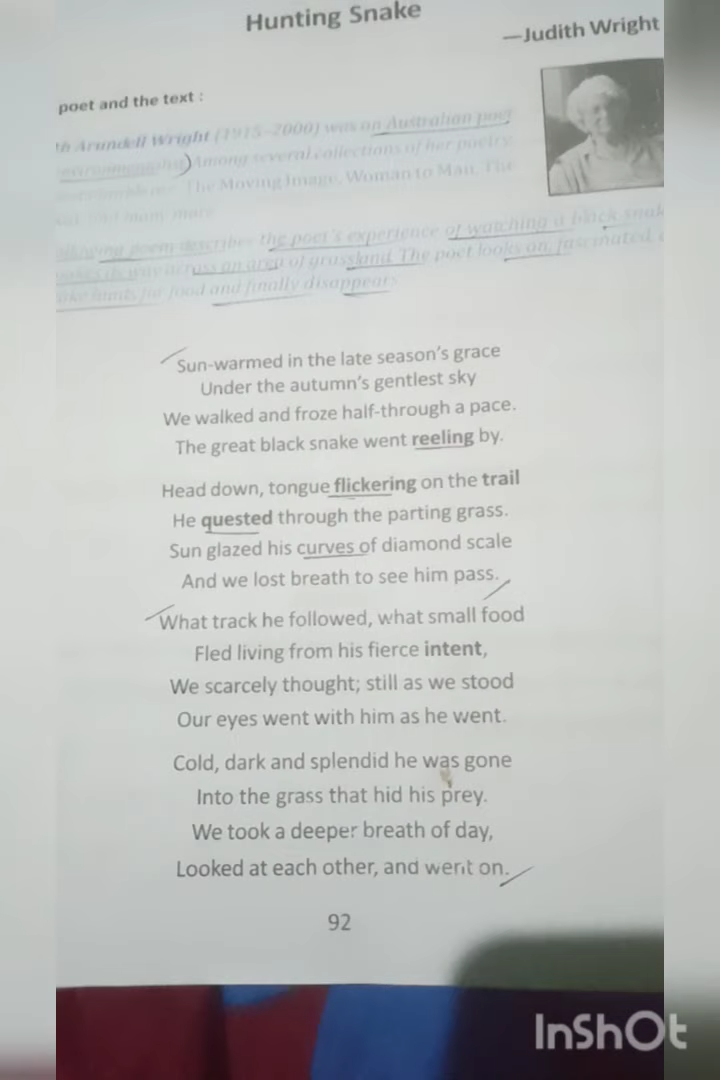 Hunting Snake
—Judith Wright
poet and the text :
th Arundell Wright (1915–2000) was an Australian poet
environmentalist) Among several collections of her poetry
The Moving Image, Woman to Man, The
many more
poem describes the poet's experience of watching a black snak
its way across an area of grassland. The poet looks on, fascinated,
hunts for food and finally disappears
Sun-warmed in the late season's grace
Under the autumn's gentlest sky
We walked and froze half-through a pace.
The great black snake went reeling by.
Head down, tongue flickering on the trail
He quested through the parting grass.
Sun glazed his curves of diamond scale
And we lost breath to see him pass.
What track he followed, what small food
Fled living from his fierce intent,
We scarcely thought; still as we stood
Our eyes went with him as he went.
Cold, dark and splendid he was gone
Into the grass that hid his prey.
We took a deeper breath of day,
Looked at each other, and went on.
92
InShOt